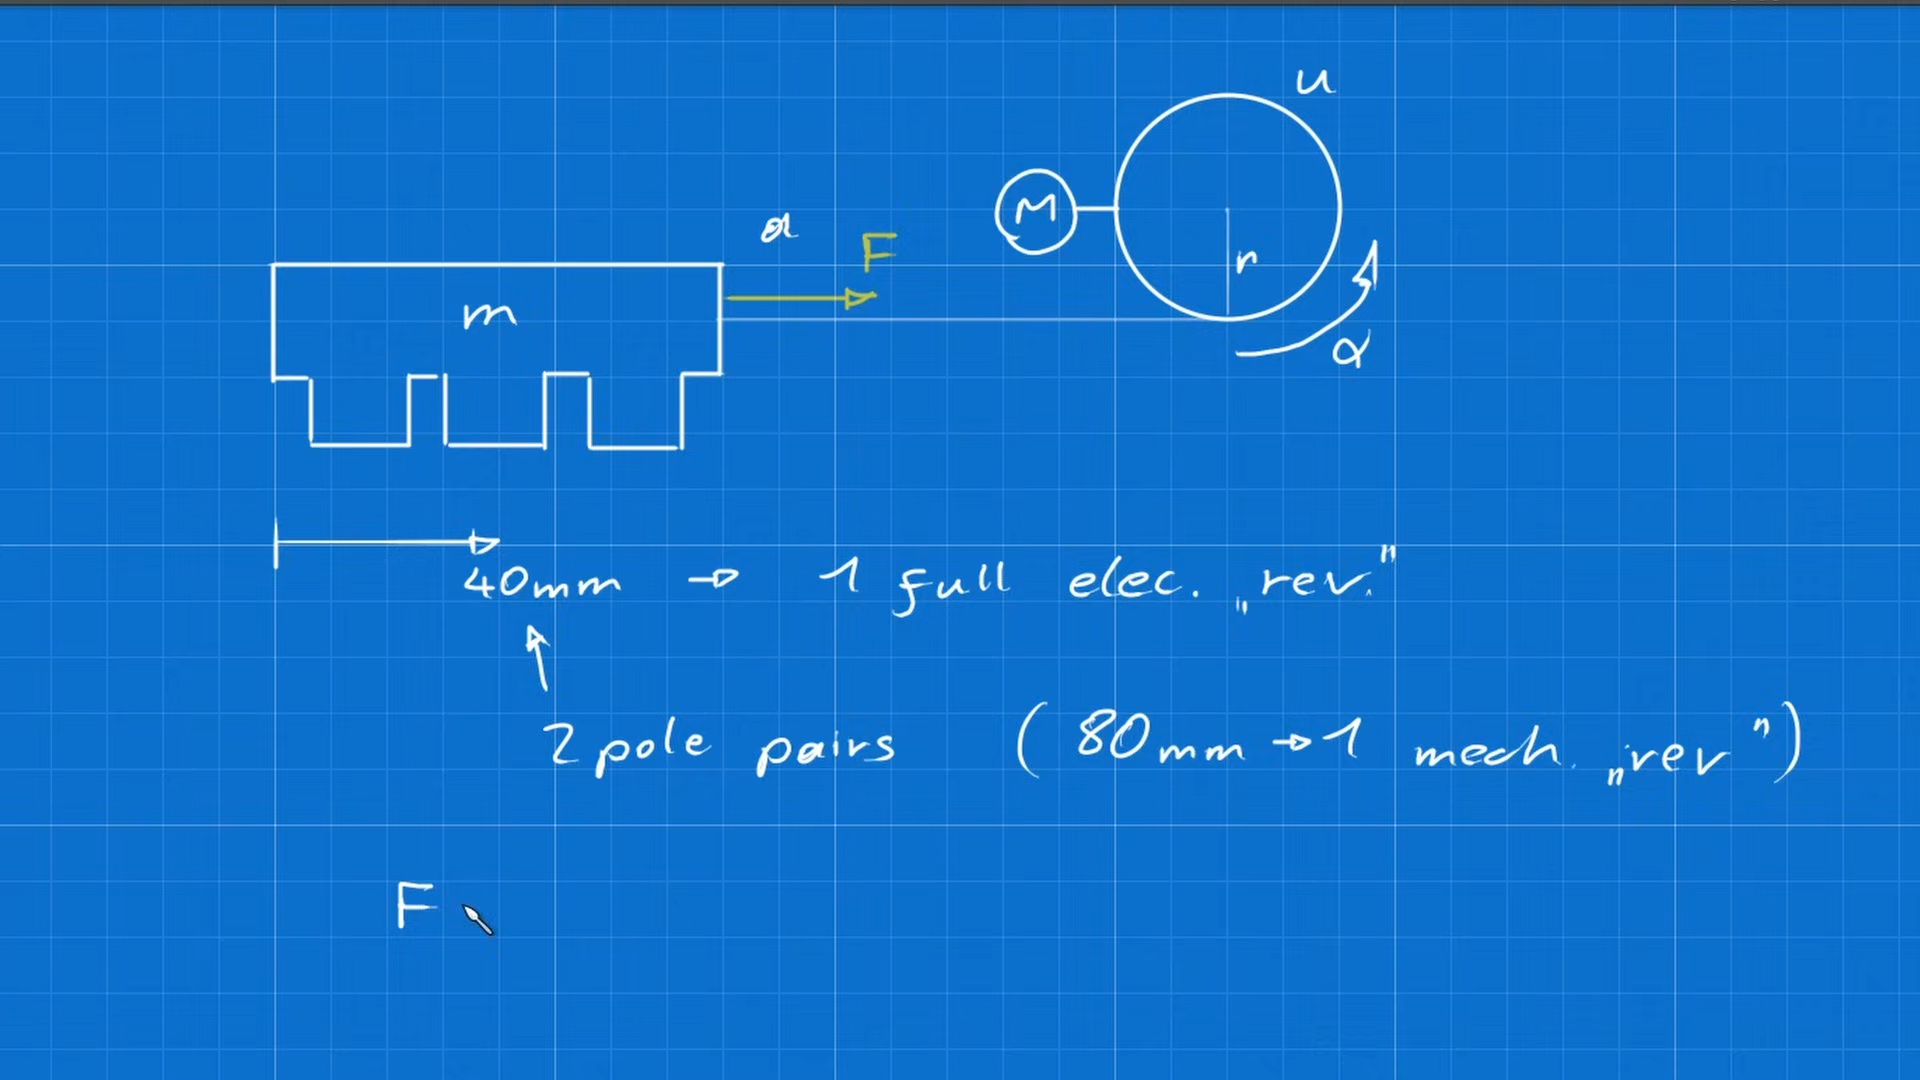 u
M
a
F
r
m
α
40mm → 1 full elec. „rev."
2 pole pairs (80mm → 1 mech. „rev")
F